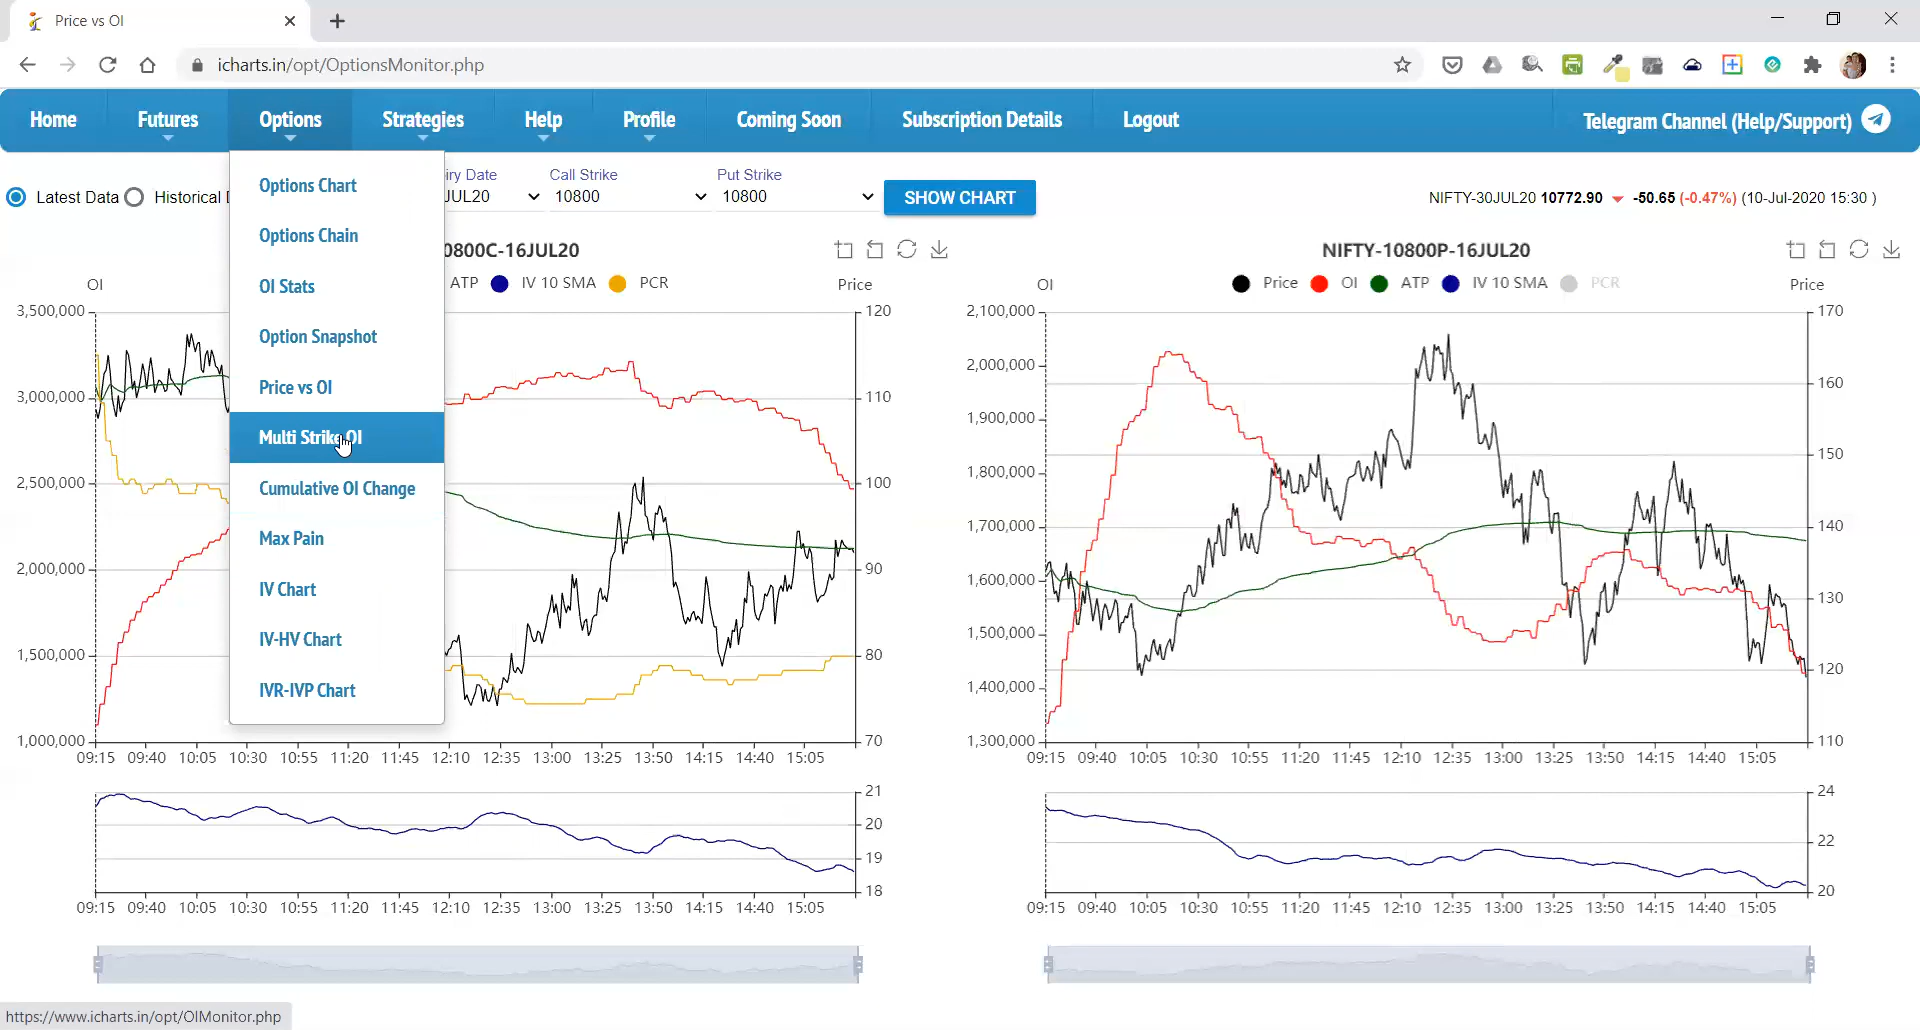 Price vs OI
icharts.in/opt/OptionsMonitor.php
Home Futures Options Strategies Help Profile Coming Soon Subscription Details Logout Telegram Channel (Help/Support)
Latest Data Historical
iry Date
JUL20
Call Strike
10800
Put Strike
10800
SHOW CHART
NIFTY-30JUL20 10772.90 -50.65 (-0.47%) (10-Jul-2020 15:30 )
Options Chart
Options Chain
OI Stats
Option Snapshot
Price vs OI
Multi Strike OI
Cumulative OI Change
Max Pain
IV Chart
IV-HV Chart
IVR-IVP Chart
0800C-16JUL20
ATP IV 10 SMA PCR
OI Price
3,500,000
3,000,000
2,500,000
2,000,000
1,500,000
1,000,000
120
110
100
90
80
70
09:15 09:40 10:05 10:30 10:55 11:20 11:45 12:10 12:35 13:00 13:25 13:50 14:15 14:40 15:05
21
20
19
18
09:15 09:40 10:05 10:30 10:55 11:20 11:45 12:10 12:35 13:00 13:25 13:50 14:15 14:40 15:05
NIFTY-10800P-16JUL20
Price OI ATP IV 10 SMA PCR
OI Price
2,100,000
2,000,000
1,900,000
1,800,000
1,700,000
1,600,000
1,500,000
1,400,000
1,300,000
170
160
150
140
130
120
110
09:15 09:40 10:05 10:30 10:55 11:20 11:45 12:10 12:35 13:00 13:25 13:50 14:15 14:40 15:05
24
22
20
09:15 09:40 10:05 10:30 10:55 11:20 11:45 12:10 12:35 13:00 13:25 13:50 14:15 14:40 15:05
https://www.icharts.in/opt/OIMonitor.php